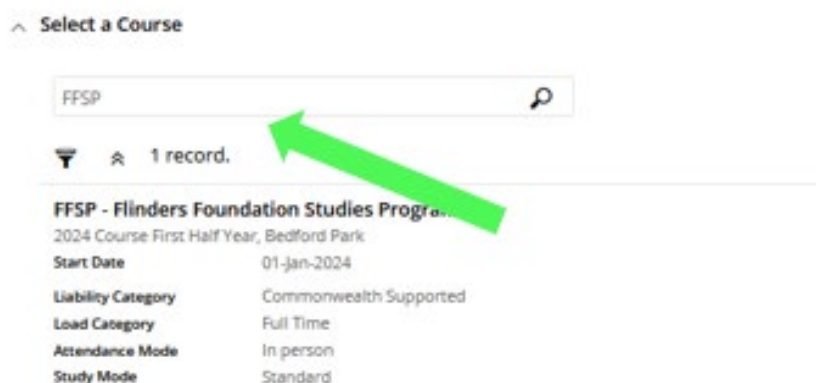 Select a Course
FFSP
1 record.
FFSP - Flinders Foundation Studies
2024 Course First Half Year, Bedford Park
Start Date 01-Jan-2024
Liability Category Commonwealth Supported
Load Category Full Time
Attendance Mode In person
Study Mode Standard